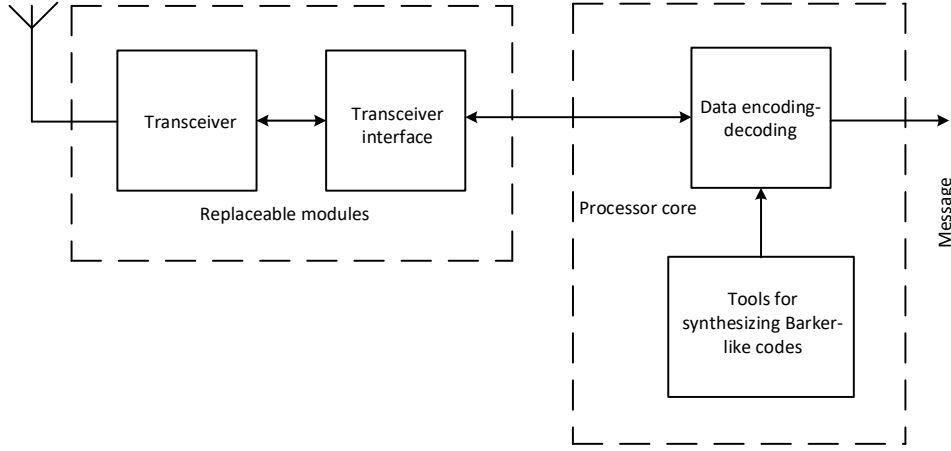 Transceiver
Transceiver
interface
Replaceable modules
Data encoding-
decoding
Processor core
Message
Tools for
synthesizing Barker-
like codes